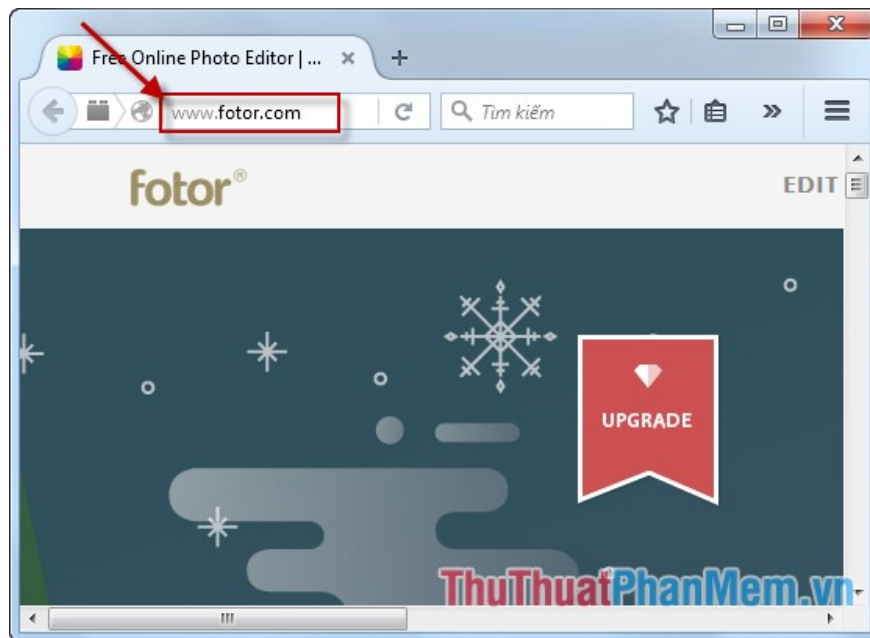 Free Online Photo Editor | ...
www.fotor.com
Tìm kiếm
fotor®
EDIT
UPGRADE
ThuThuatPhanMem.vn